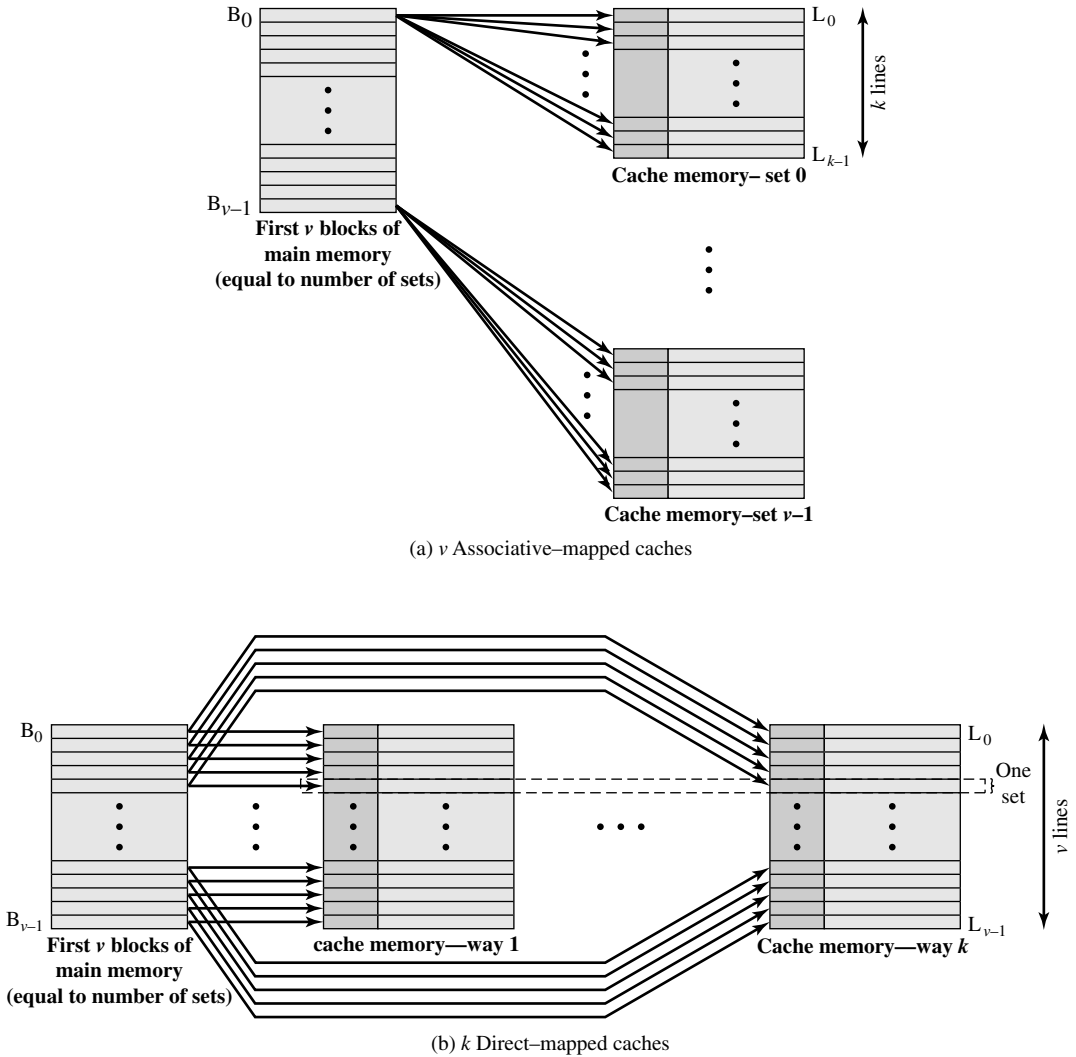 B0
L0
k lines
Lk–1
Cache memory– set 0
Bv–1
First v blocks of
main memory
(equal to number of sets)
Cache memory–set v–1
(a) v Associative–mapped caches
B0
L0
One
set
v lines
Bv–1
Lv–1
First v blocks of
main memory
(equal to number of sets)
cache memory—way 1
Cache memory—way k
(b) k Direct–mapped caches